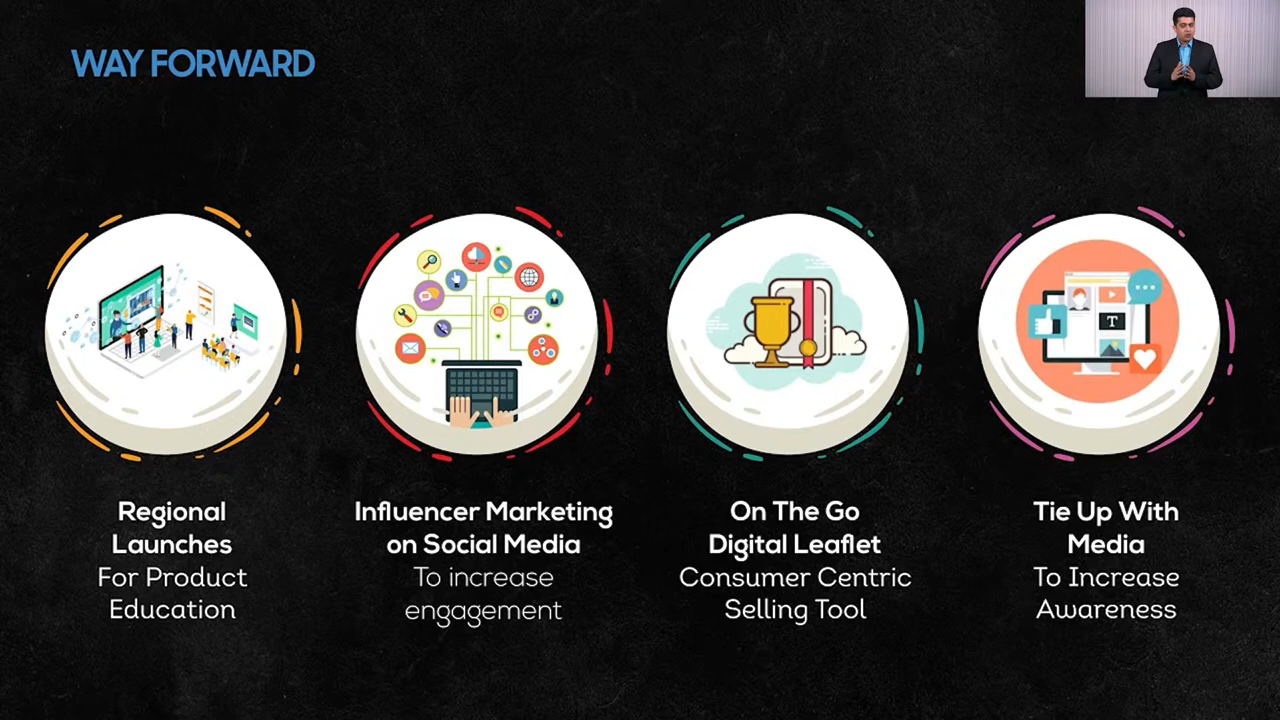 WAY FORWARD
Regional
Launches
For Product
Education
Influencer Marketing
on Social Media
To increase
engagement
On The Go
Digital Leaflet
Consumer Centric
Selling Tool
T
Tie Up With
Media
To Increase
Awareness